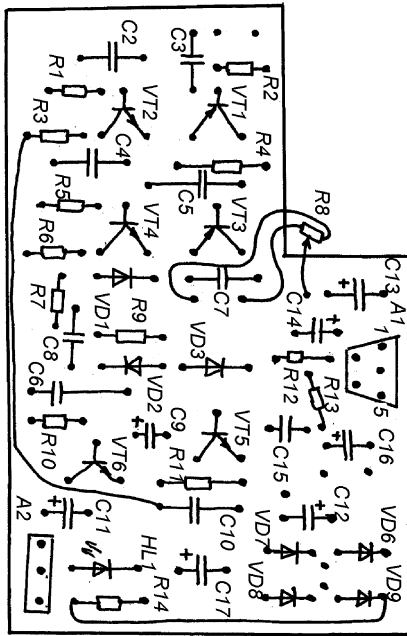 C2
C3
R1
R2
R3
VT2
VT1
C4
R4
R5
C5
R8
R6
VT4
VT3
C13
A1
R7
VD1
R9
C7
C14
1
C8
VD3
R12
R13
5
C6
VD2
C9
C16
R10
VT6
R11
VT5
C15
A2
C11
C10
C12
VD7
VD6
HL1
R14
C17
VD8
VD9
+
+
+
+
+
+
+